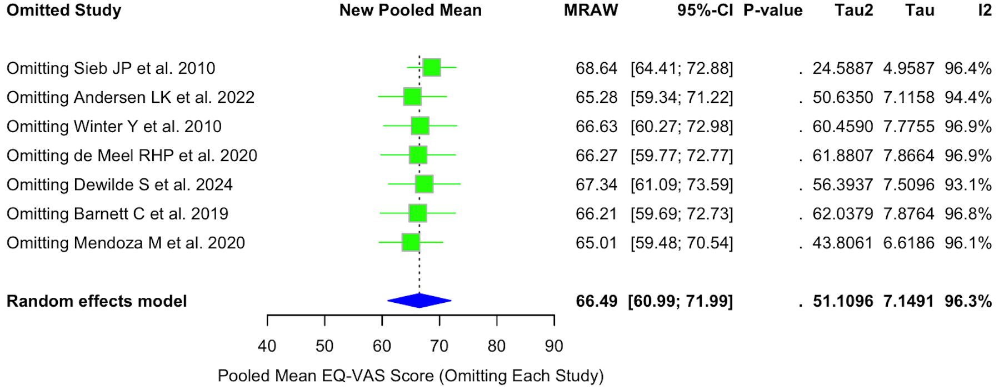 Omitted Study New Pooled Mean MRAW 95%-CI P-value Tau2 Tau I2
Omitting Sieb JP et al. 2010 68.64 [64.41; 72.88] . 24.5887 4.9587 96.4%
Omitting Andersen LK et al. 2022 65.28 [59.34; 71.22] . 50.6350 7.1158 94.4%
Omitting Winter Y et al. 2010 66.63 [60.27; 72.98] . 60.4590 7.7755 96.9%
Omitting de Meel RHP et al. 2020 66.27 [59.77; 72.77] . 61.8807 7.8664 96.9%
Omitting Dewilde S et al. 2024 67.34 [61.09; 73.59] . 56.3937 7.5096 93.1%
Omitting Barnett C et al. 2019 66.21 [59.69; 72.73] . 62.0379 7.8764 96.8%
Omitting Mendoza M et al. 2020 65.01 [59.48; 70.54] . 43.8061 6.6186 96.1%
Random effects model 66.49 [60.99; 71.99] . 51.1096 7.1491 96.3%
40 50 60 70 80 90
Pooled Mean EQ-VAS Score (Omitting Each Study)